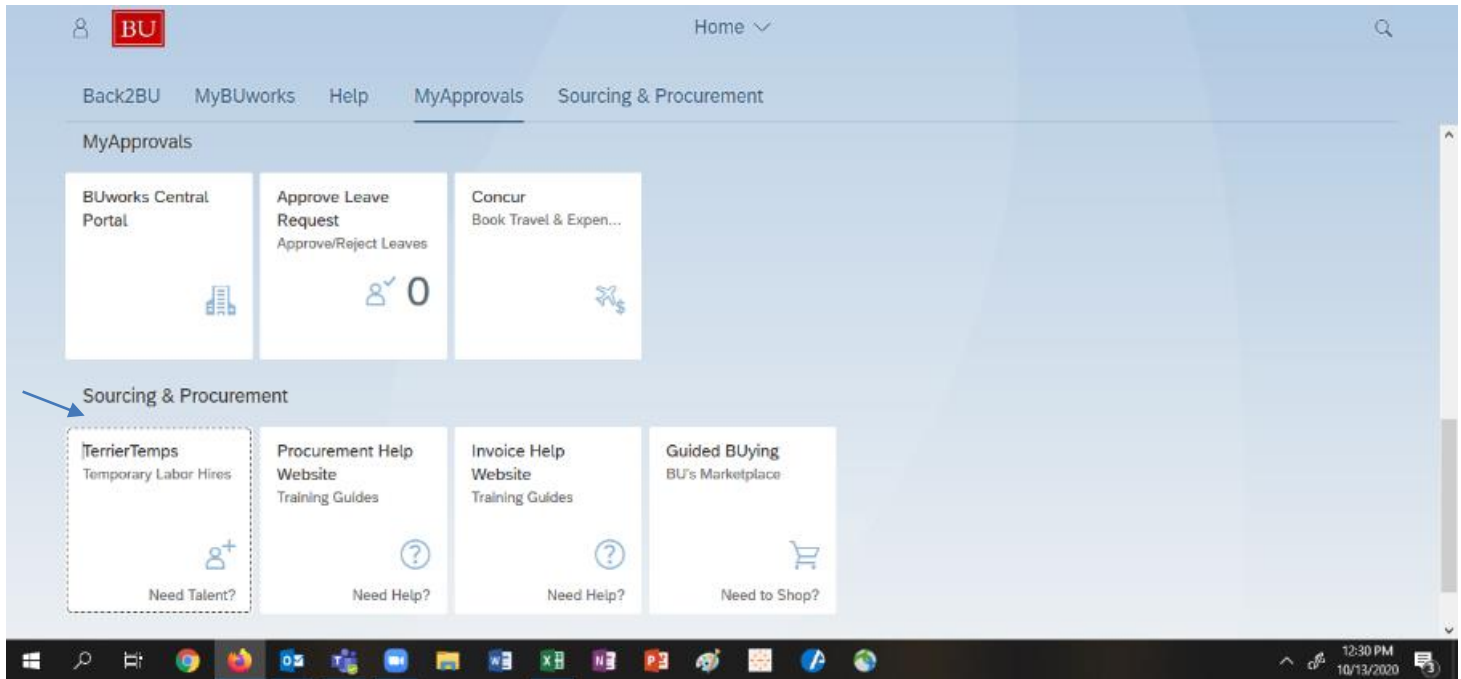 BU
Home
Back2BU MyBUworks Help MyApprovals Sourcing & Procurement
MyApprovals
BUworks Central
Portal
Approve Leave
Request
Approve/Reject Leaves
0
Concur
Book Travel & Expen...
$
Sourcing & Procurement
TerrierTemps
Temporary Labor Hires
Need Talent?
Procurement Help
Website
Training Guides
?
Need Help?
Invoice Help
Website
Training Guides
?
Need Help?
Guided BUying
BU's Marketplace
Need to Shop?
12:30 PM
10/13/2020
3